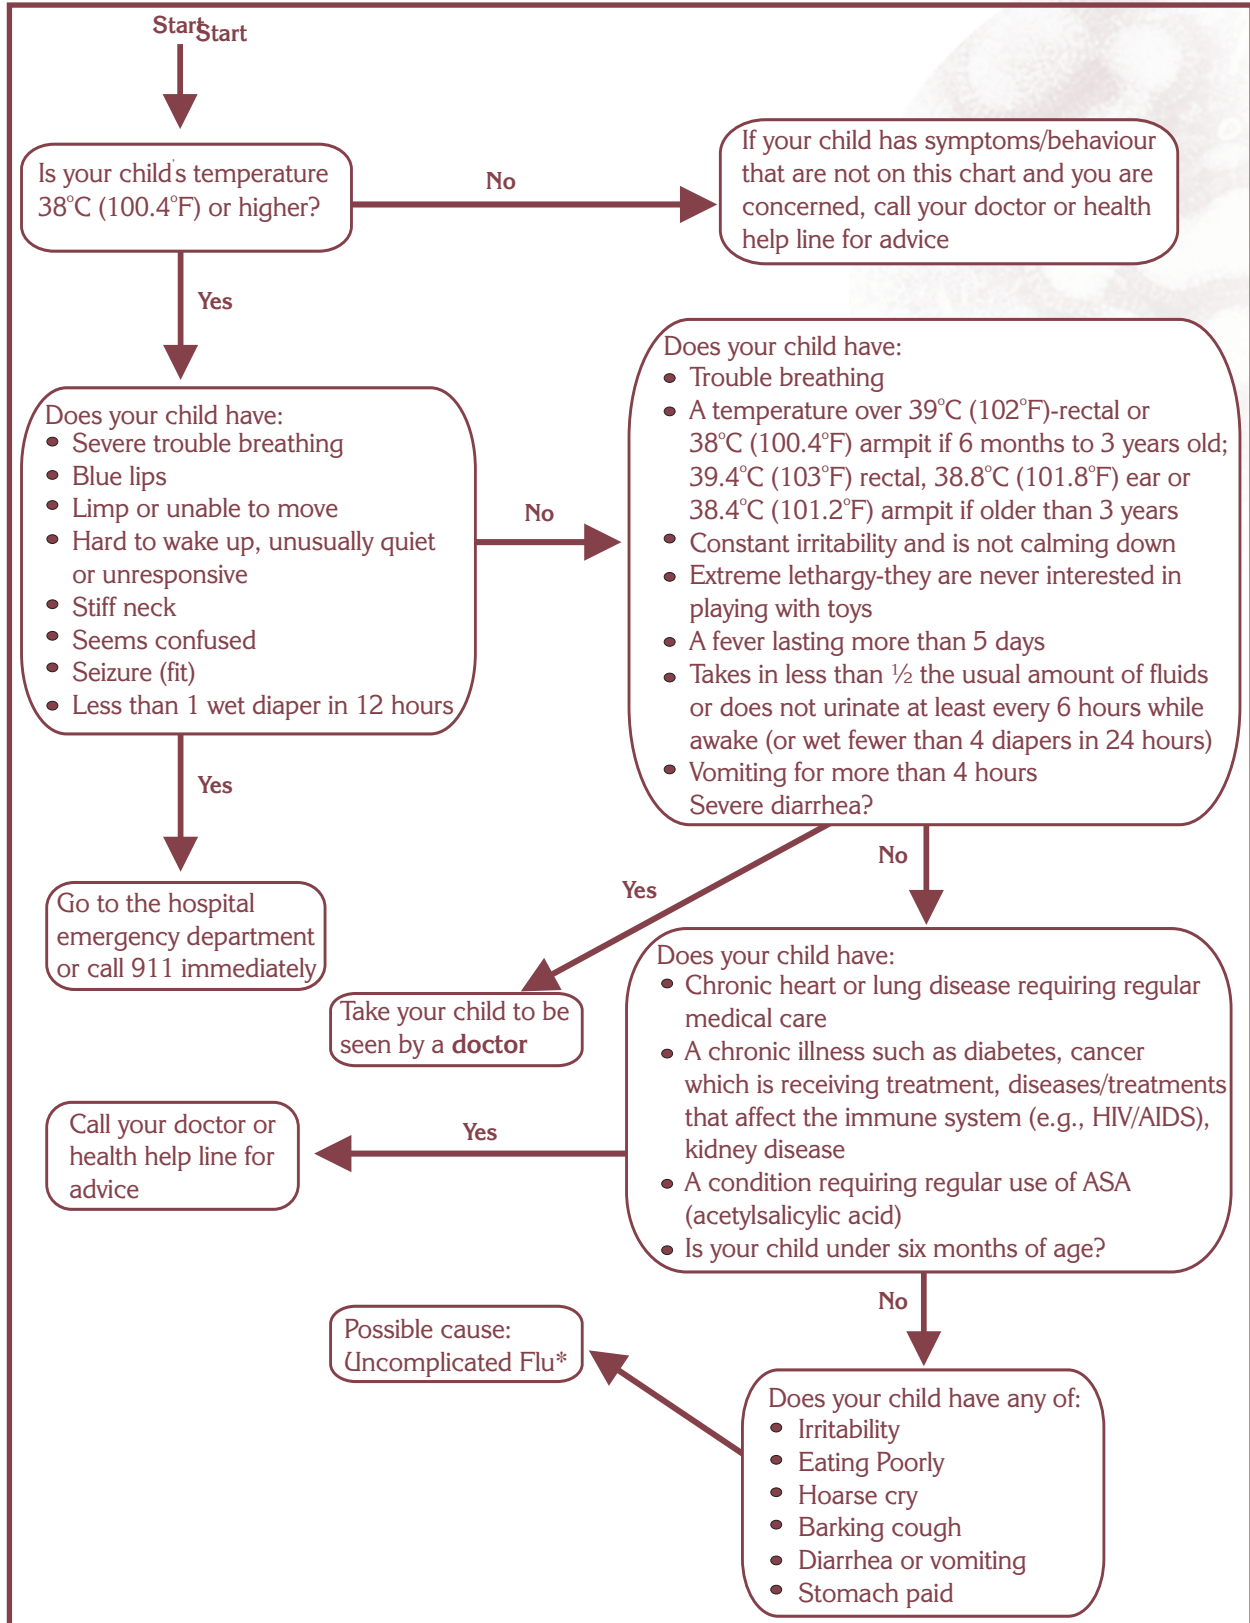 Start
Start
Is your child's temperature
38°C (100.4°F) or higher?
No
If your child has symptoms/behaviour
that are not on this chart and you are
concerned, call your doctor or health
help line for advice
Yes
Does your child have:
• Severe trouble breathing
• Blue lips
• Limp or unable to move
• Hard to wake up, unusually quiet
or unresponsive
• Stiff neck
• Seems confused
• Seizure (fit)
• Less than 1 wet diaper in 12 hours
No
Does your child have:
• Trouble breathing
• A temperature over 39°C (102°F)-rectal or
38°C (100.4°F) armpit if 6 months to 3 years old;
39.4°C (103°F) rectal, 38.8°C (101.8°F) ear or
38.4°C (101.2°F) armpit if older than 3 years
• Constant irritability and is not calming down
• Extreme lethargy-they are never interested in
playing with toys
• A fever lasting more than 5 days
• Takes in less than ½ the usual amount of fluids
or does not urinate at least every 6 hours while
awake (or wet fewer than 4 diapers in 24 hours)
• Vomiting for more than 4 hours
Severe diarrhea?
Yes
Go to the hospital
emergency department
or call 911 immediately
Yes
Take your child to be
seen by a doctor
No
Does your child have:
• Chronic heart or lung disease requiring regular
medical care
• A chronic illness such as diabetes, cancer
which is receiving treatment, diseases/treatments
that affect the immune system (e.g., HIV/AIDS),
kidney disease
• A condition requiring regular use of ASA
(acetylsalicylic acid)
• Is your child under six months of age?
Yes
Call your doctor or
health help line for
advice
No
Does your child have any of:
• Irritability
• Eating Poorly
• Hoarse cry
• Barking cough
• Diarrhea or vomiting
• Stomach paid
Possible cause:
Uncomplicated Flu*